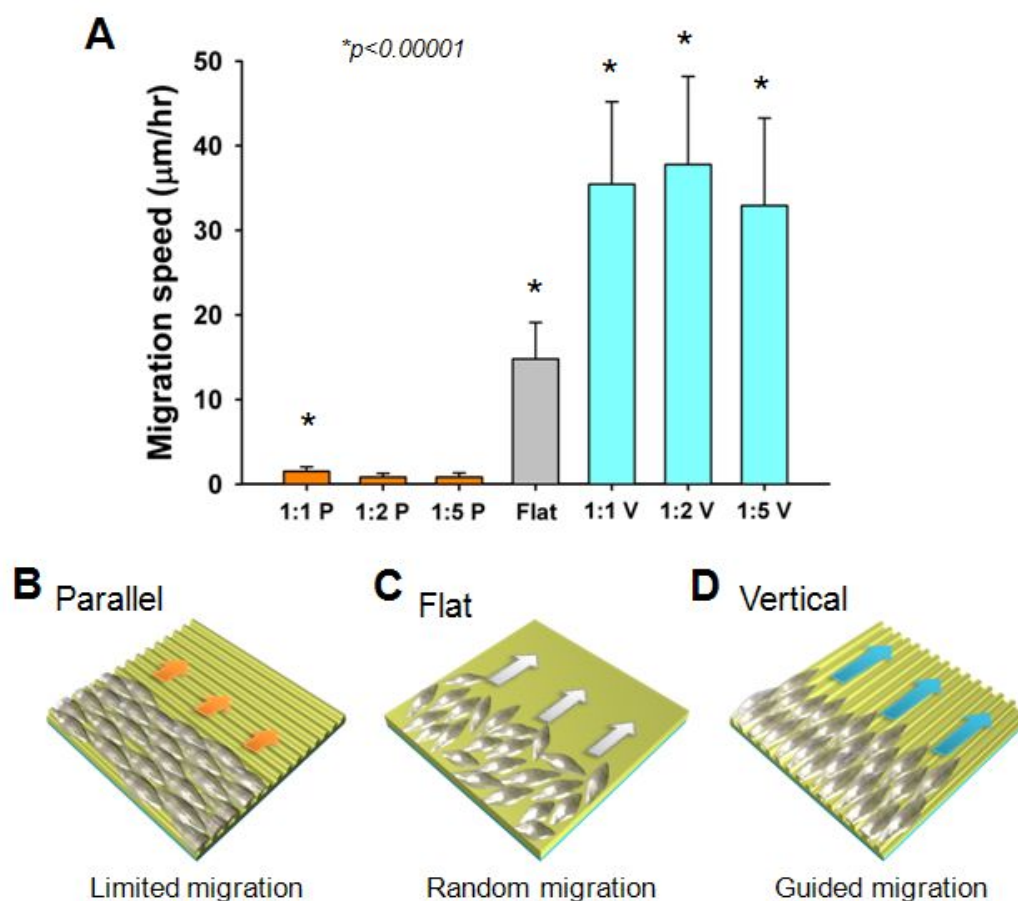 A
*p<0.00001
*
*
*
*
*
Migration speed (μm/hr)
50
40
30
20
10
0
1:1 P 1:2 P 1:5 P Flat 1:1 V 1:2 V 1:5 V
B Parallel
C Flat
D Vertical
Limited migration
Random migration
Guided migration